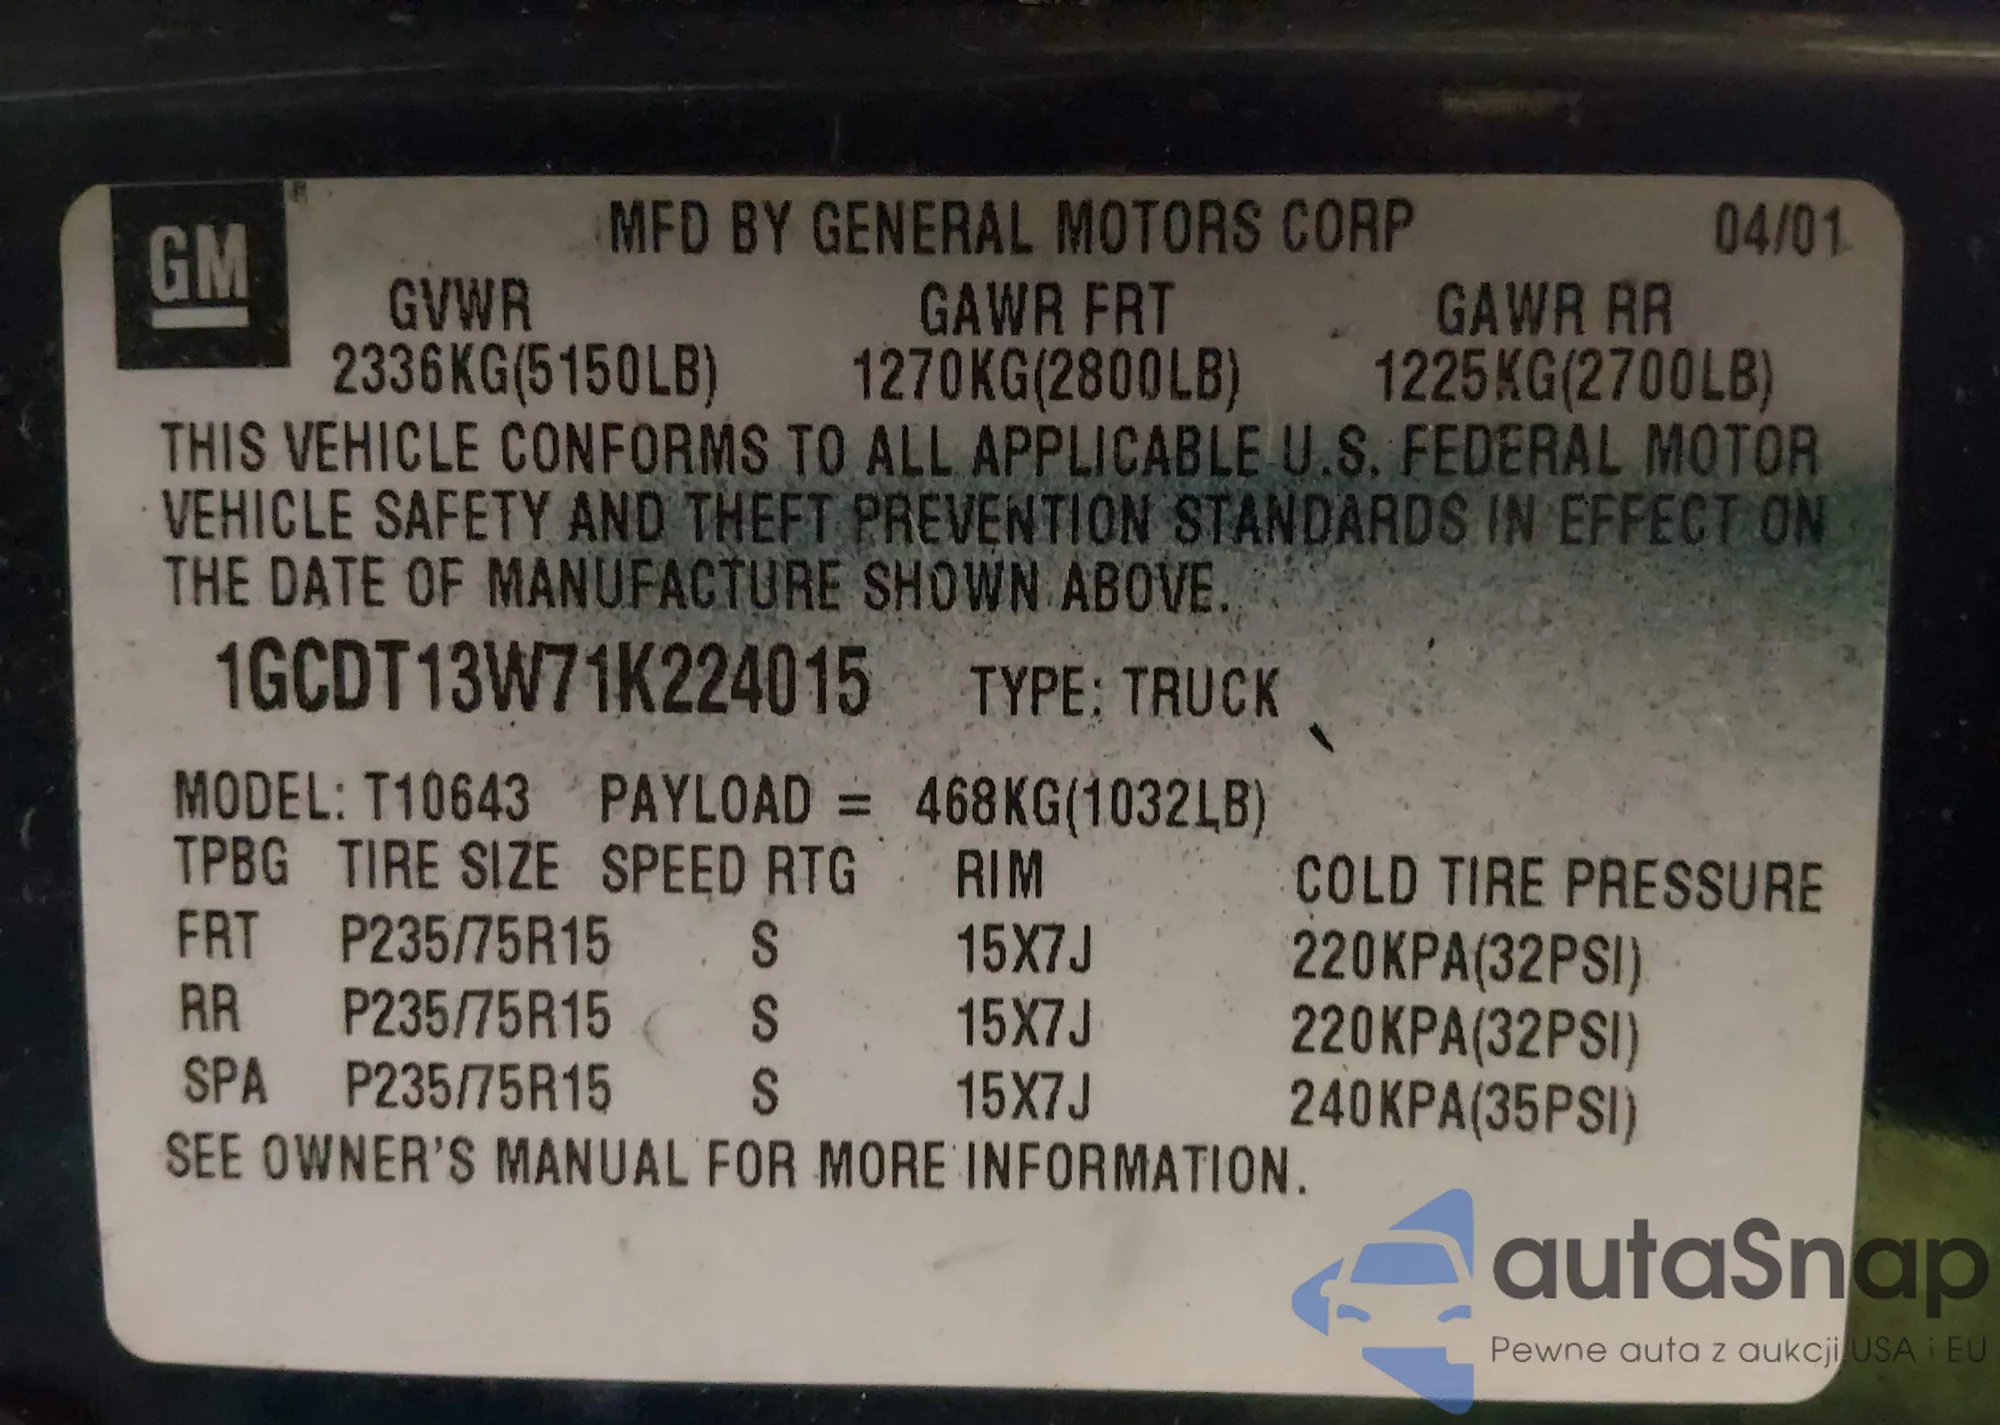 GM ®
MFD BY GENERAL MOTORS CORP 04/01
GVWR GAWR FRT GAWR RR
2336KG(5150LB) 1270KG(2800LB) 1225KG(2700LB)
THIS VEHICLE CONFORMS TO ALL APPLICABLE U.S. FEDERAL MOTOR
VEHICLE SAFETY AND THEFT PREVENTION STANDARDS IN EFFECT ON
THE DATE OF MANUFACTURE SHOWN ABOVE.
1GCDT13W71K224015 TYPE: TRUCK
MODEL: T10643 PAYLOAD = 468KG(1032LB)
TPBG TIRE SIZE SPEED RTG RIM COLD TIRE PRESSURE
FRT P235/75R15 S 15X7J 220KPA(32PSI)
RR P235/75R15 S 15X7J 220KPA(32PSI)
SPA P235/75R15 S 15X7J 240KPA(35PSI)
SEE OWNER'S MANUAL FOR MORE INFORMATION.
autaSnap
Pewne auta z aukcji USA i EU